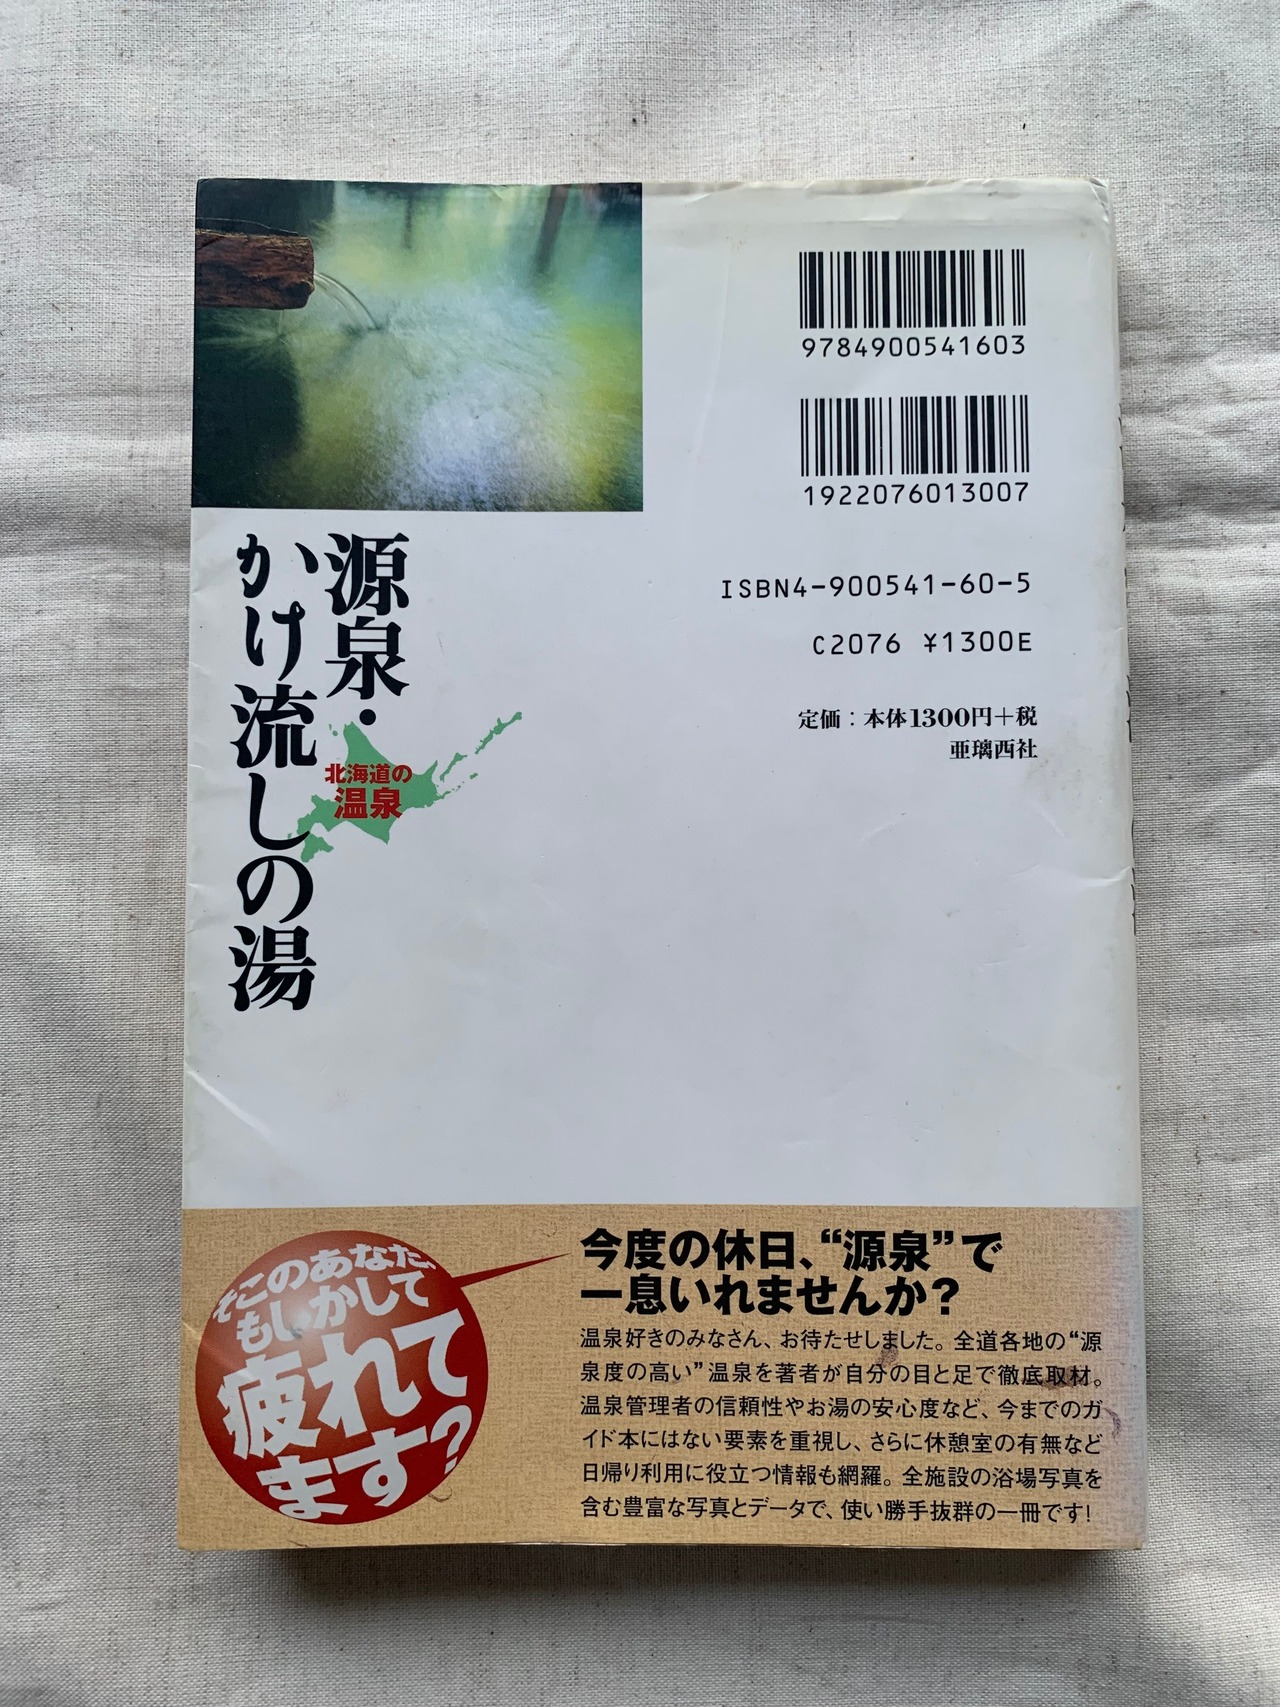 9784900541603
1922076013007
ISBN4-900541-60-5
C2076 ¥1300E
定価：本体1300円＋税
亜璃西社
源泉・
かけ流しの湯
北海道の
温泉
そこのあなた、
もしかして
疲れて
ます？
今度の休日、“源泉”で
一息いれませんか？
温泉好きのみなさん、お待たせしました。全道各地の“源
泉度の高い”温泉を著者が自分の目と足で徹底取材。
温泉管理者の信頼性やお湯の安心度など、今までのガ
イド本にはない要素を重視し、さらに休憩室の有無など
日帰り利用に役立つ情報も網羅。全施設の浴場写真を
含む豊富な写真とデータで、使い勝手抜群の一冊です！